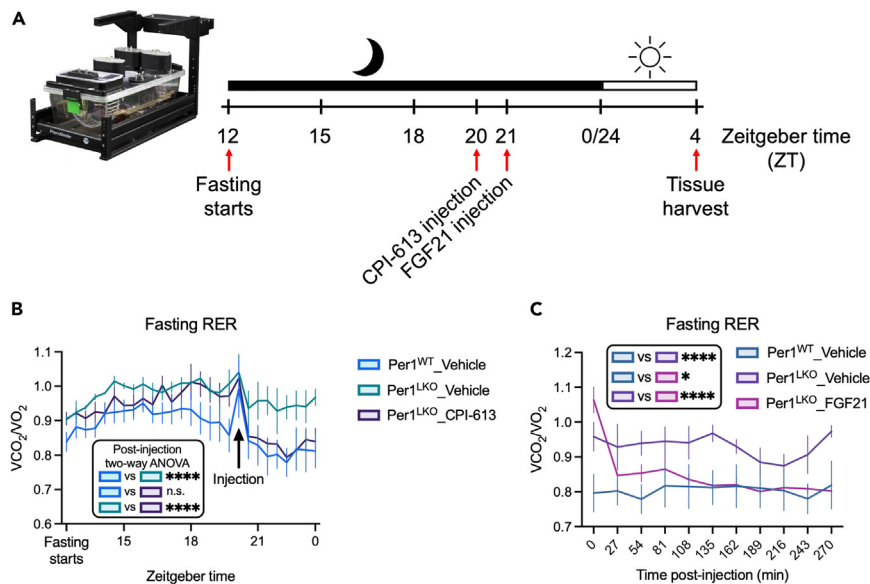 A
12
15
18
20
21
0/24
4
Zeitgeber time
(ZT)
Fasting
starts
CPI-613 injection
FGF21 injection
Tissue
harvest
B
Fasting RER
VCO2/VO2
1.1
1.0
0.9
0.8
0.7
0.6
Post-injection
two-way ANOVA
vs ****
vs n.s.
vs ****
Injection
Fasting
starts
15
18
21
0
Zeitgeber time
Per1WT_Vehicle
Per1LKO_Vehicle
Per1LKO_CPI-613
C
Fasting RER
VCO2/VO2
1.2
1.1
1.0
0.9
0.8
0.7
vs ****
vs *
vs ****
0
27
54
81
108
135
162
189
216
243
270
Time post-injection (min)
Per1WT_Vehicle
Per1LKO_Vehicle
Per1LKO_FGF21